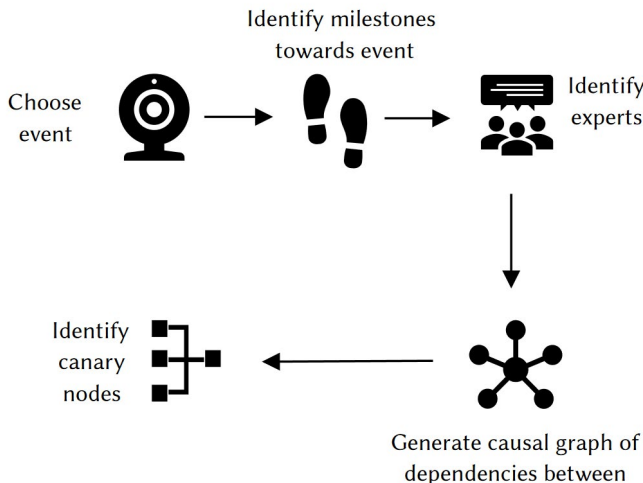 Identify milestones
towards event
Choose
event
Identify
experts
Identify
canary
nodes
Generate causal graph of
dependencies between